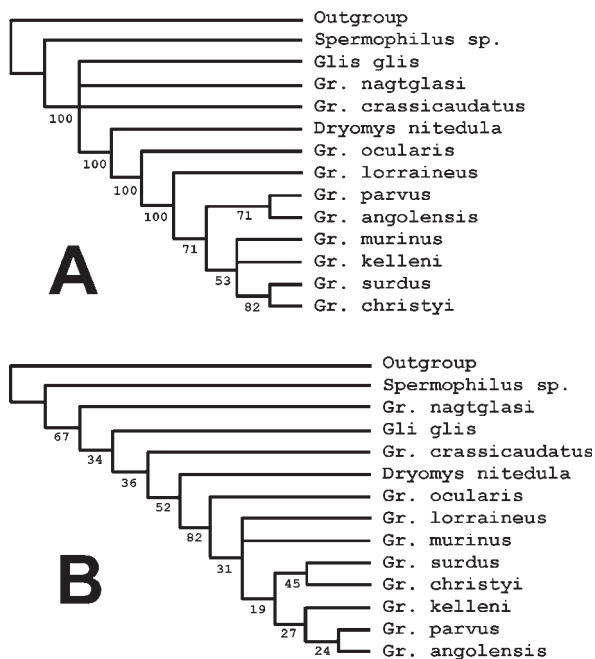 Outgroup
Spermophilus sp.
Glis glis
Gr. nagtglasi
Gr. crassicaudatus
100
Dryomys nitedula
Gr. ocularis
100
Gr. lorraineus
100
Gr. parvus
100
71
Gr. angolensis
Gr. murinus
71
Gr. kelleni
53
Gr. surdus
82
Gr. christyi
A
Outgroup
Spermophilus sp.
Gr. nagtglasi
67
Gli glis
34
Gr. crassicaudatus
36
Dryomys nitedula
52
Gr. ocularis
82
Gr. lorraineus
Gr. murinus
31
Gr. surdus
45
Gr. christyi
19
Gr. kelleni
27
Gr. parvus
24
Gr. angolensis
B